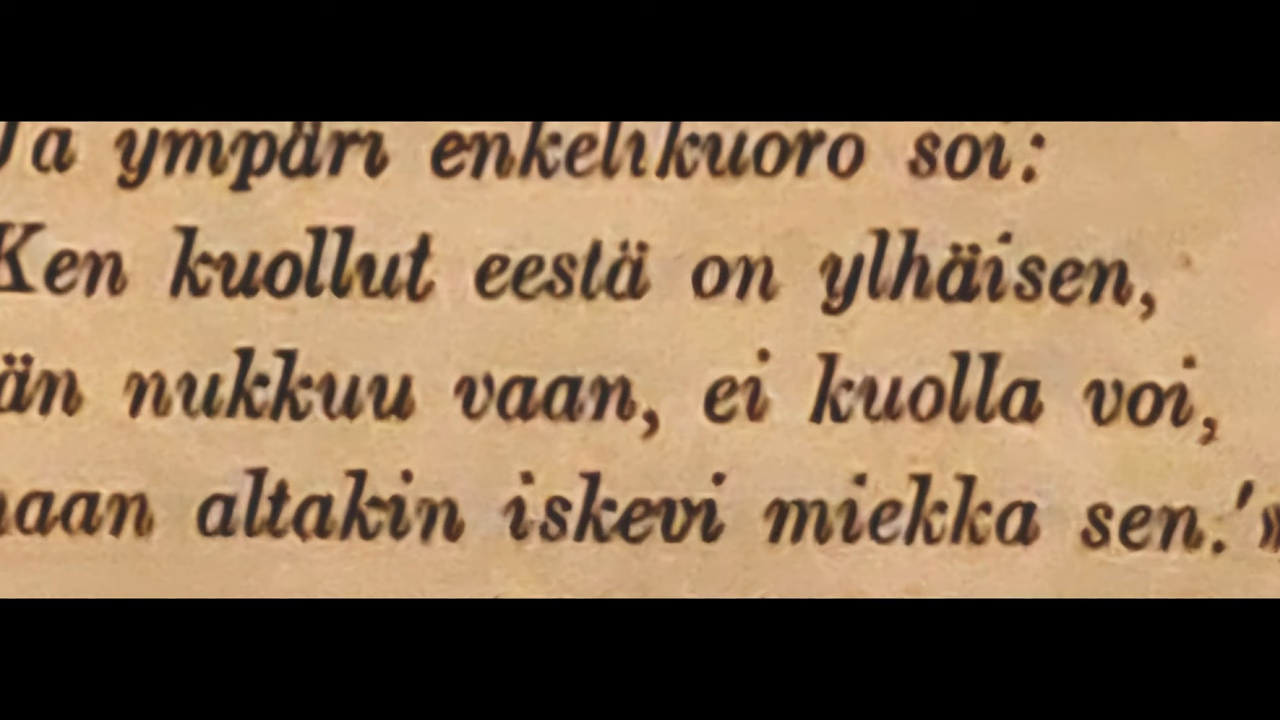 Ja ympäri enkelikuoro soi:
Ken kuollut eestä on ylhäisen,
än nukkuu vaan, ei kuolla voi,
aan altakin iskevi miekka sen.'»